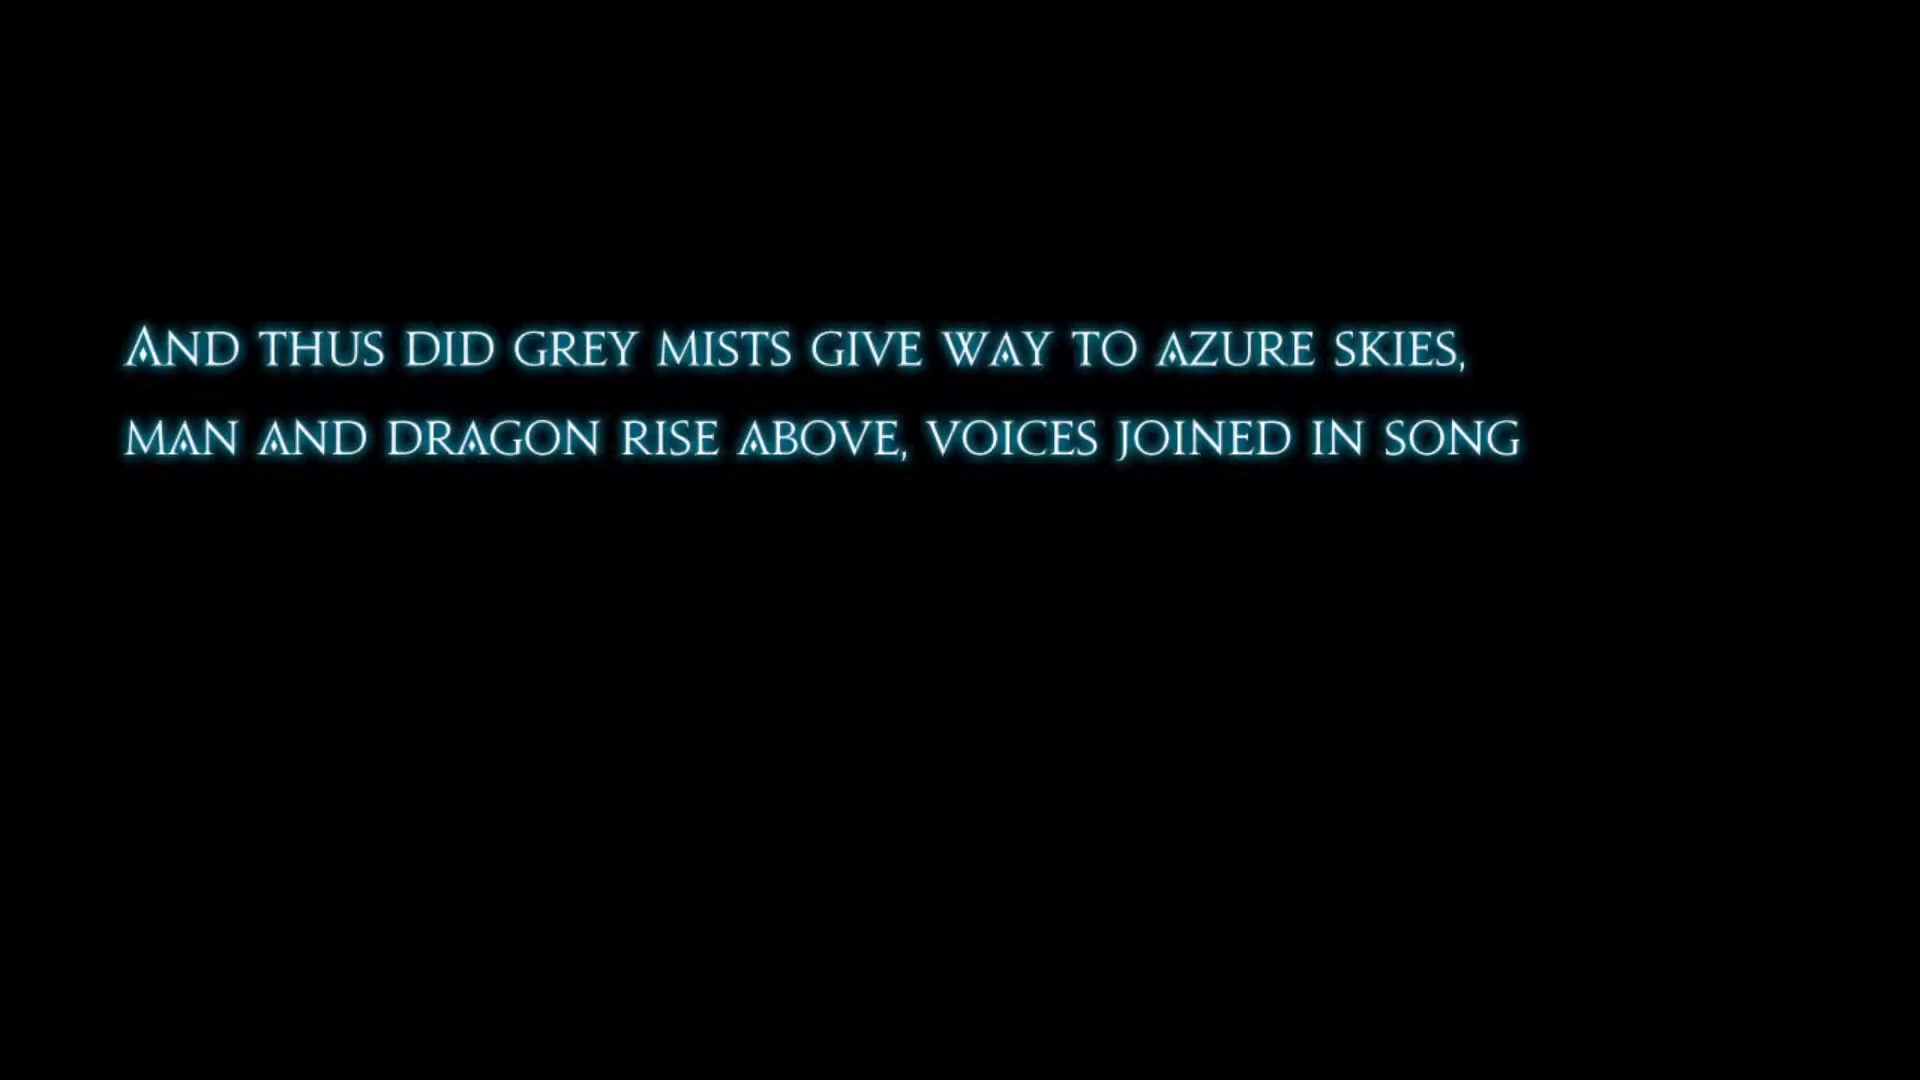 And thus did grey mists give way to azure skies,
man and dragon rise above, voices joined in song